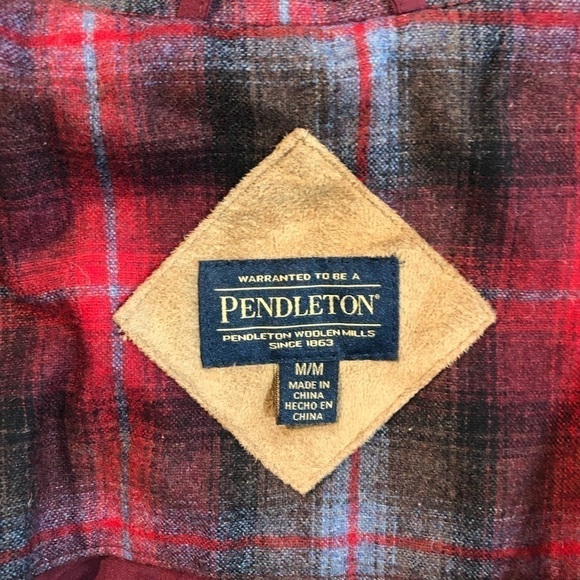 WARRANTED TO BE A
PENDLETON®
PENDLETON WOOLEN MILLS
SINCE 1863
M/M
MADE IN
CHINA
HECHO EN
CHINA